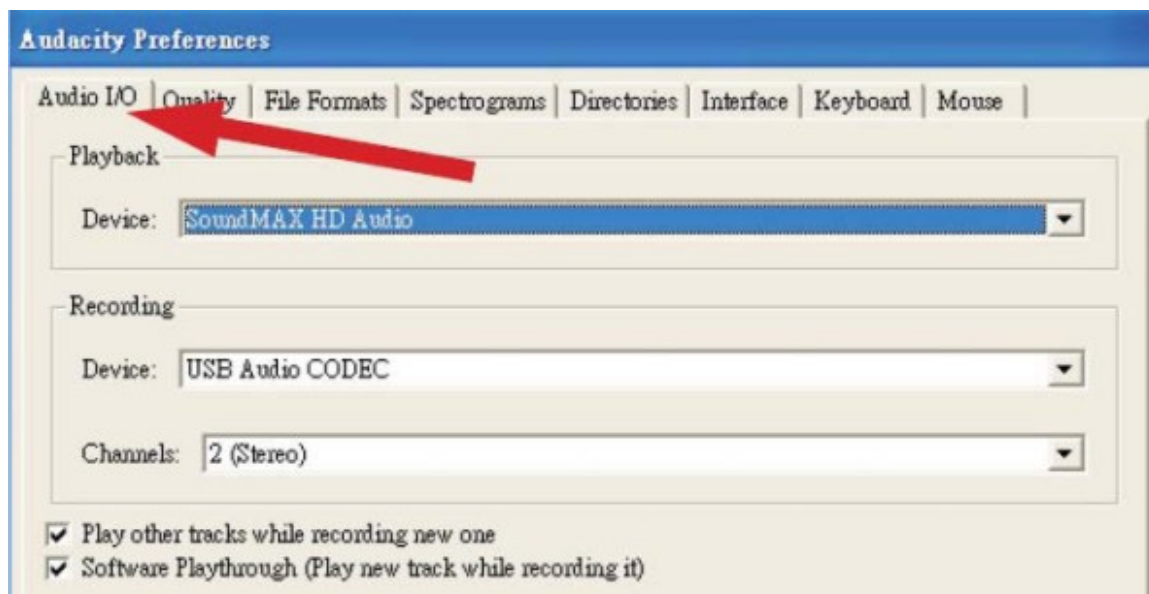 Audacity Preferences
Audio I/O Quality File Formats Spectrograms Directories Interface Keyboard Mouse
Playback
Device: SoundMAX HD Audio
Recording
Device: USB Audio CODEC
Channels: 2 (Stereo)
Play other tracks while recording new one
Software Playthrough (Play new track while recording it)